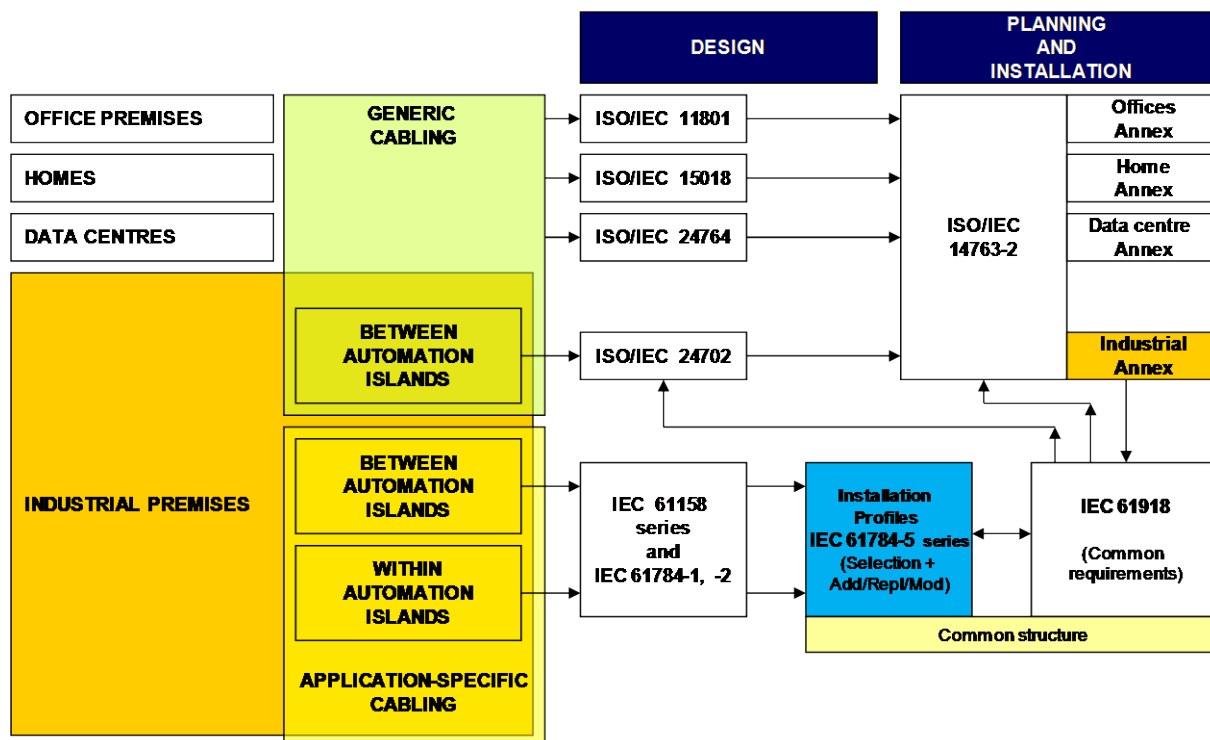 DESIGN
PLANNING
AND
INSTALLATION
OFFICE PREMISES
GENERIC
CABLING
ISO/IEC 11801
Offices
Annex
HOMES
ISO/IEC 15018
Home
Annex
DATA CENTRES
ISO/IEC 24764
ISO/IEC
14763-2
Data centre
Annex
BETWEEN
AUTOMATION
ISLANDS
ISO/IEC 24702
Industrial
Annex
INDUSTRIAL PREMISES
BETWEEN
AUTOMATION
ISLANDS
WITHIN
AUTOMATION
ISLANDS
APPLICATION-SPECIFIC
CABLING
IEC 61158
series
and
IEC 61784-1, -2
Installation
Profiles
IEC 61784-5 series
(Selection +
Add/Repl/Mod)
IEC 61918
(Common
requirements)
Common structure